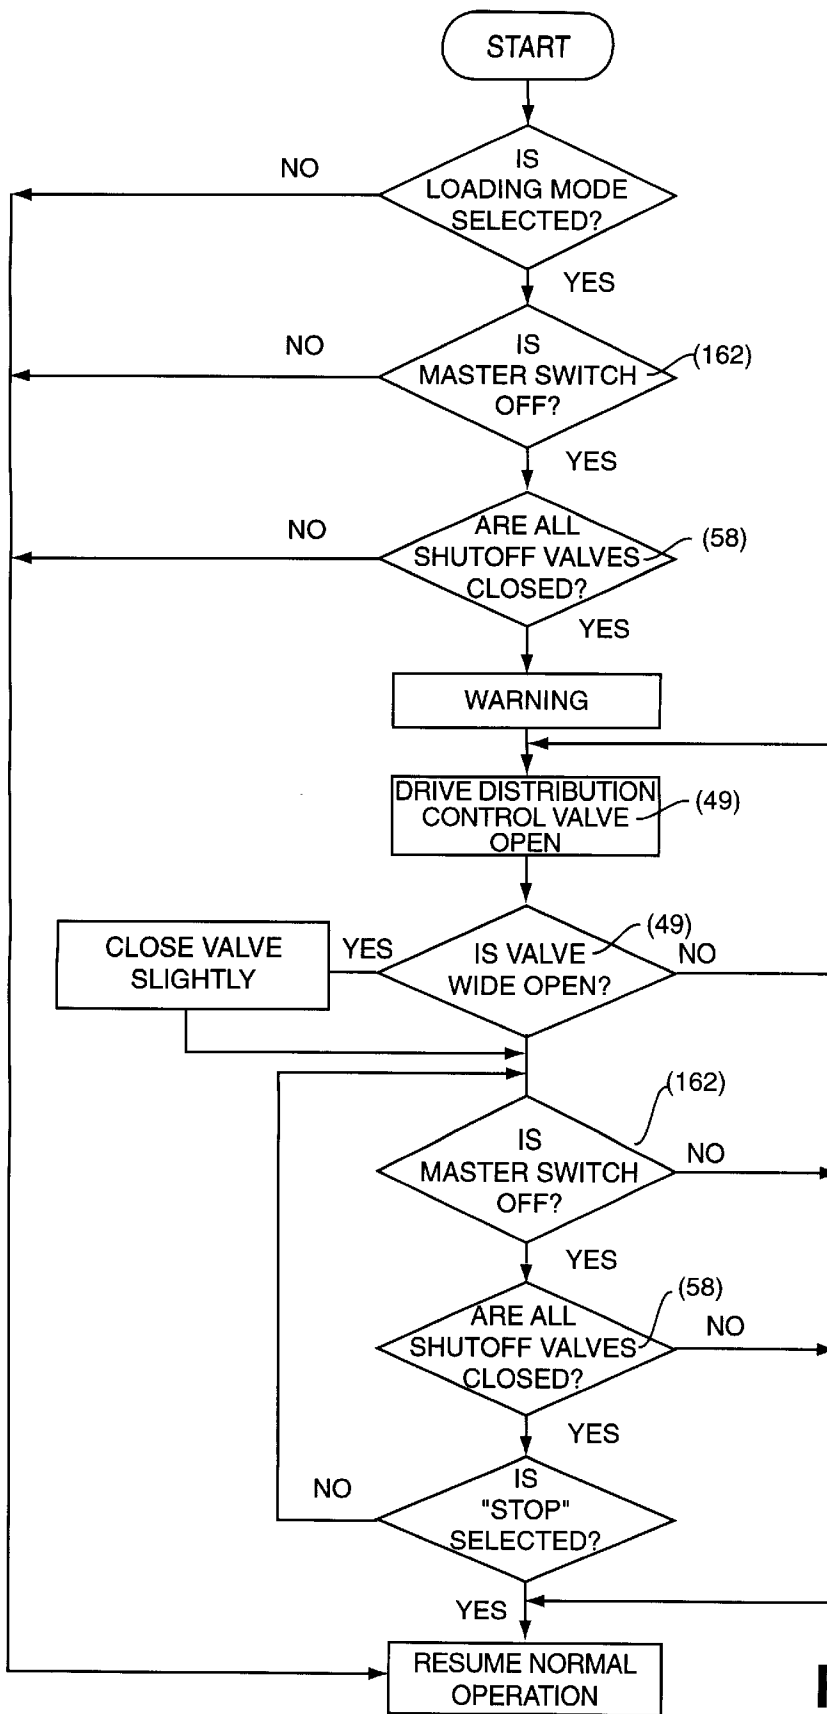 START
IS
LOADING MODE
SELECTED?
NO
YES
IS
MASTER SWITCH
OFF?
(162)
NO
YES
ARE ALL
SHUTOFF VALVES
CLOSED?
(58)
NO
YES
WARNING
DRIVE DISTRIBUTION
CONTROL VALVE
OPEN
(49)
IS VALVE
WIDE OPEN?
(49)
YES
NO
CLOSE VALVE
SLIGHTLY
IS
MASTER SWITCH
OFF?
(162)
NO
YES
ARE ALL
SHUTOFF VALVES
CLOSED?
(58)
NO
YES
IS
"STOP"
SELECTED?
NO
YES
RESUME NORMAL
OPERATION